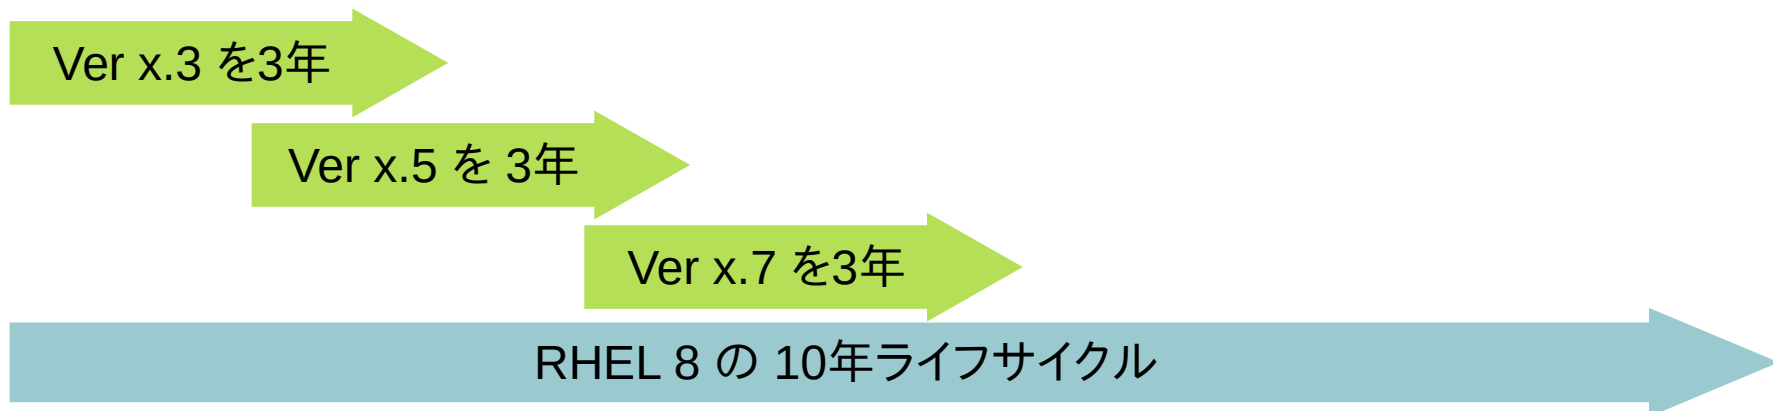 Ver x.3 を3年
Ver x.5 を 3年
Ver x.7 を3年
RHEL 8 の 10年ライフサイクル